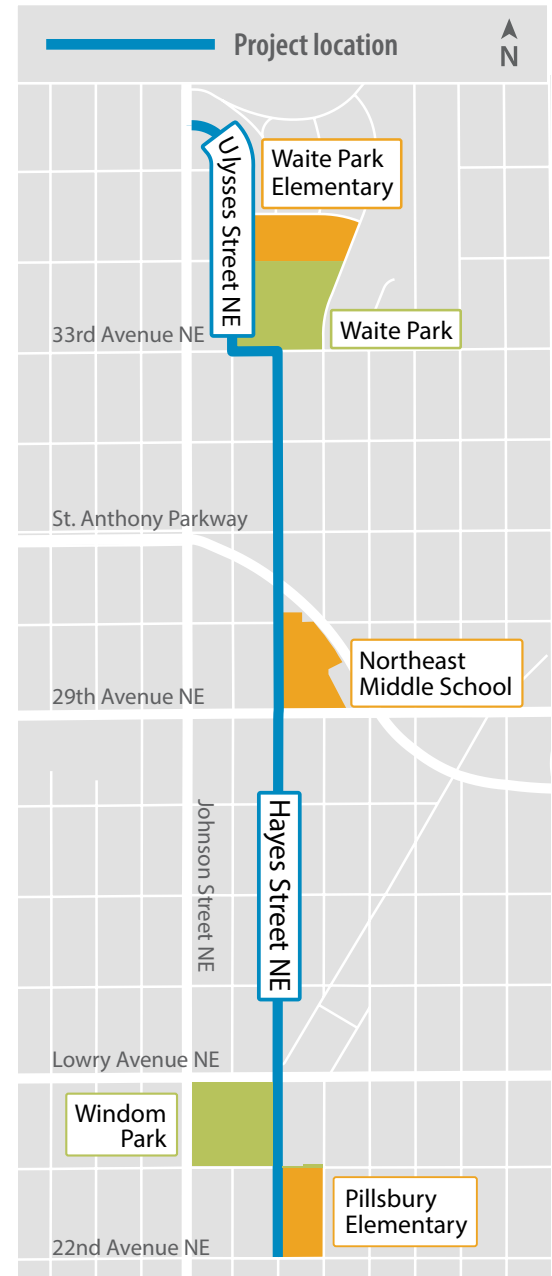 Project location
N
Ulysses Street NE
Waite Park
Elementary
33rd Avenue NE
Waite Park
St. Anthony Parkway
Northeast
Middle School
29th Avenue NE
Johnson Street NE
Hayes Street NE
Lowry Avenue NE
Windom
Park
Pillsbury
Elementary
22nd Avenue NE